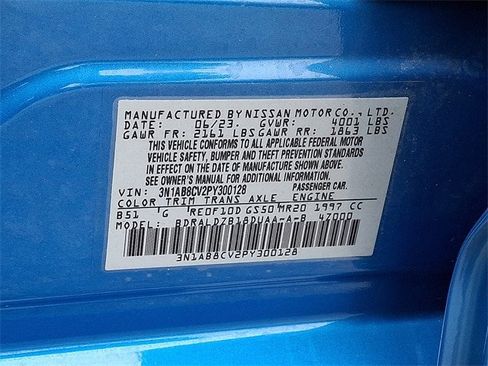 MANUFACTURED BY NISSAN MOTOR CO., LTD.
DATE: 06/23. GVWR: 4001 LBS
GAWR FR: 2161 LBS GAWR RR: 1863 LBS
THIS VEHICLE CONFORMS TO ALL APPLICABLE FEDERAL MOTOR
VEHICLE SAFETY, BUMPER AND THEFT PREVENTION STANDARDS
IN EFFECT ON THE DATE OF MANUFACTURE SHOWN ABOVE.
SEE OWNER'S MANUAL FOR ADDITIONAL INFORMATION.
VIN: 3N1AB8CV2PY300128 PASSENGER CAR.
COLOR TRIM TRANS AXLE ENGINE
B51 G RE0F10D GS50 MR20 1997 CC
MODEL: BDRALDZB18DUAA-A-B 4Z000
3N1AB8CV2PY300128